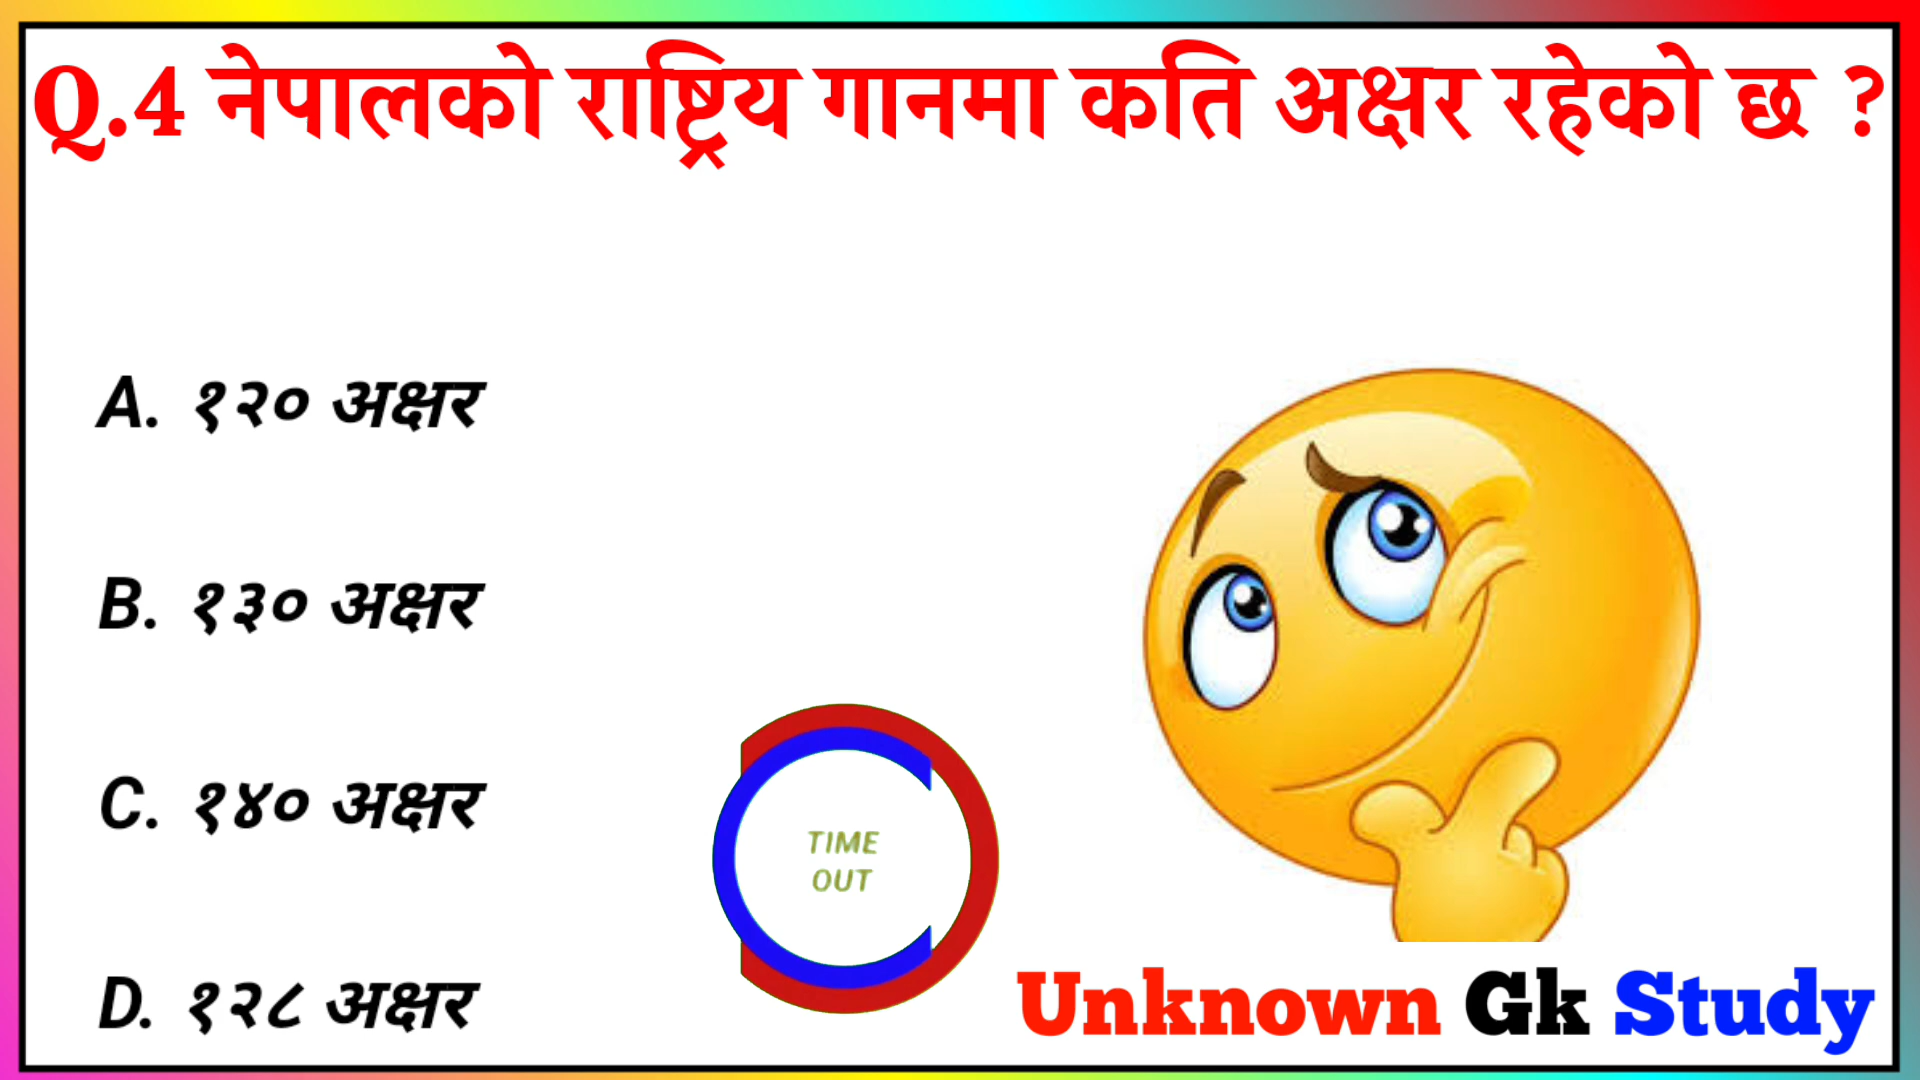 Q.4 नेपालको राष्ट्रिय गानमा कति अक्षर रहेको छ ?
A. १२० अक्षर
B. १३० अक्षर
C. १४० अक्षर
D. १२८ अक्षर
TIME
OUT
Unknown Gk Study